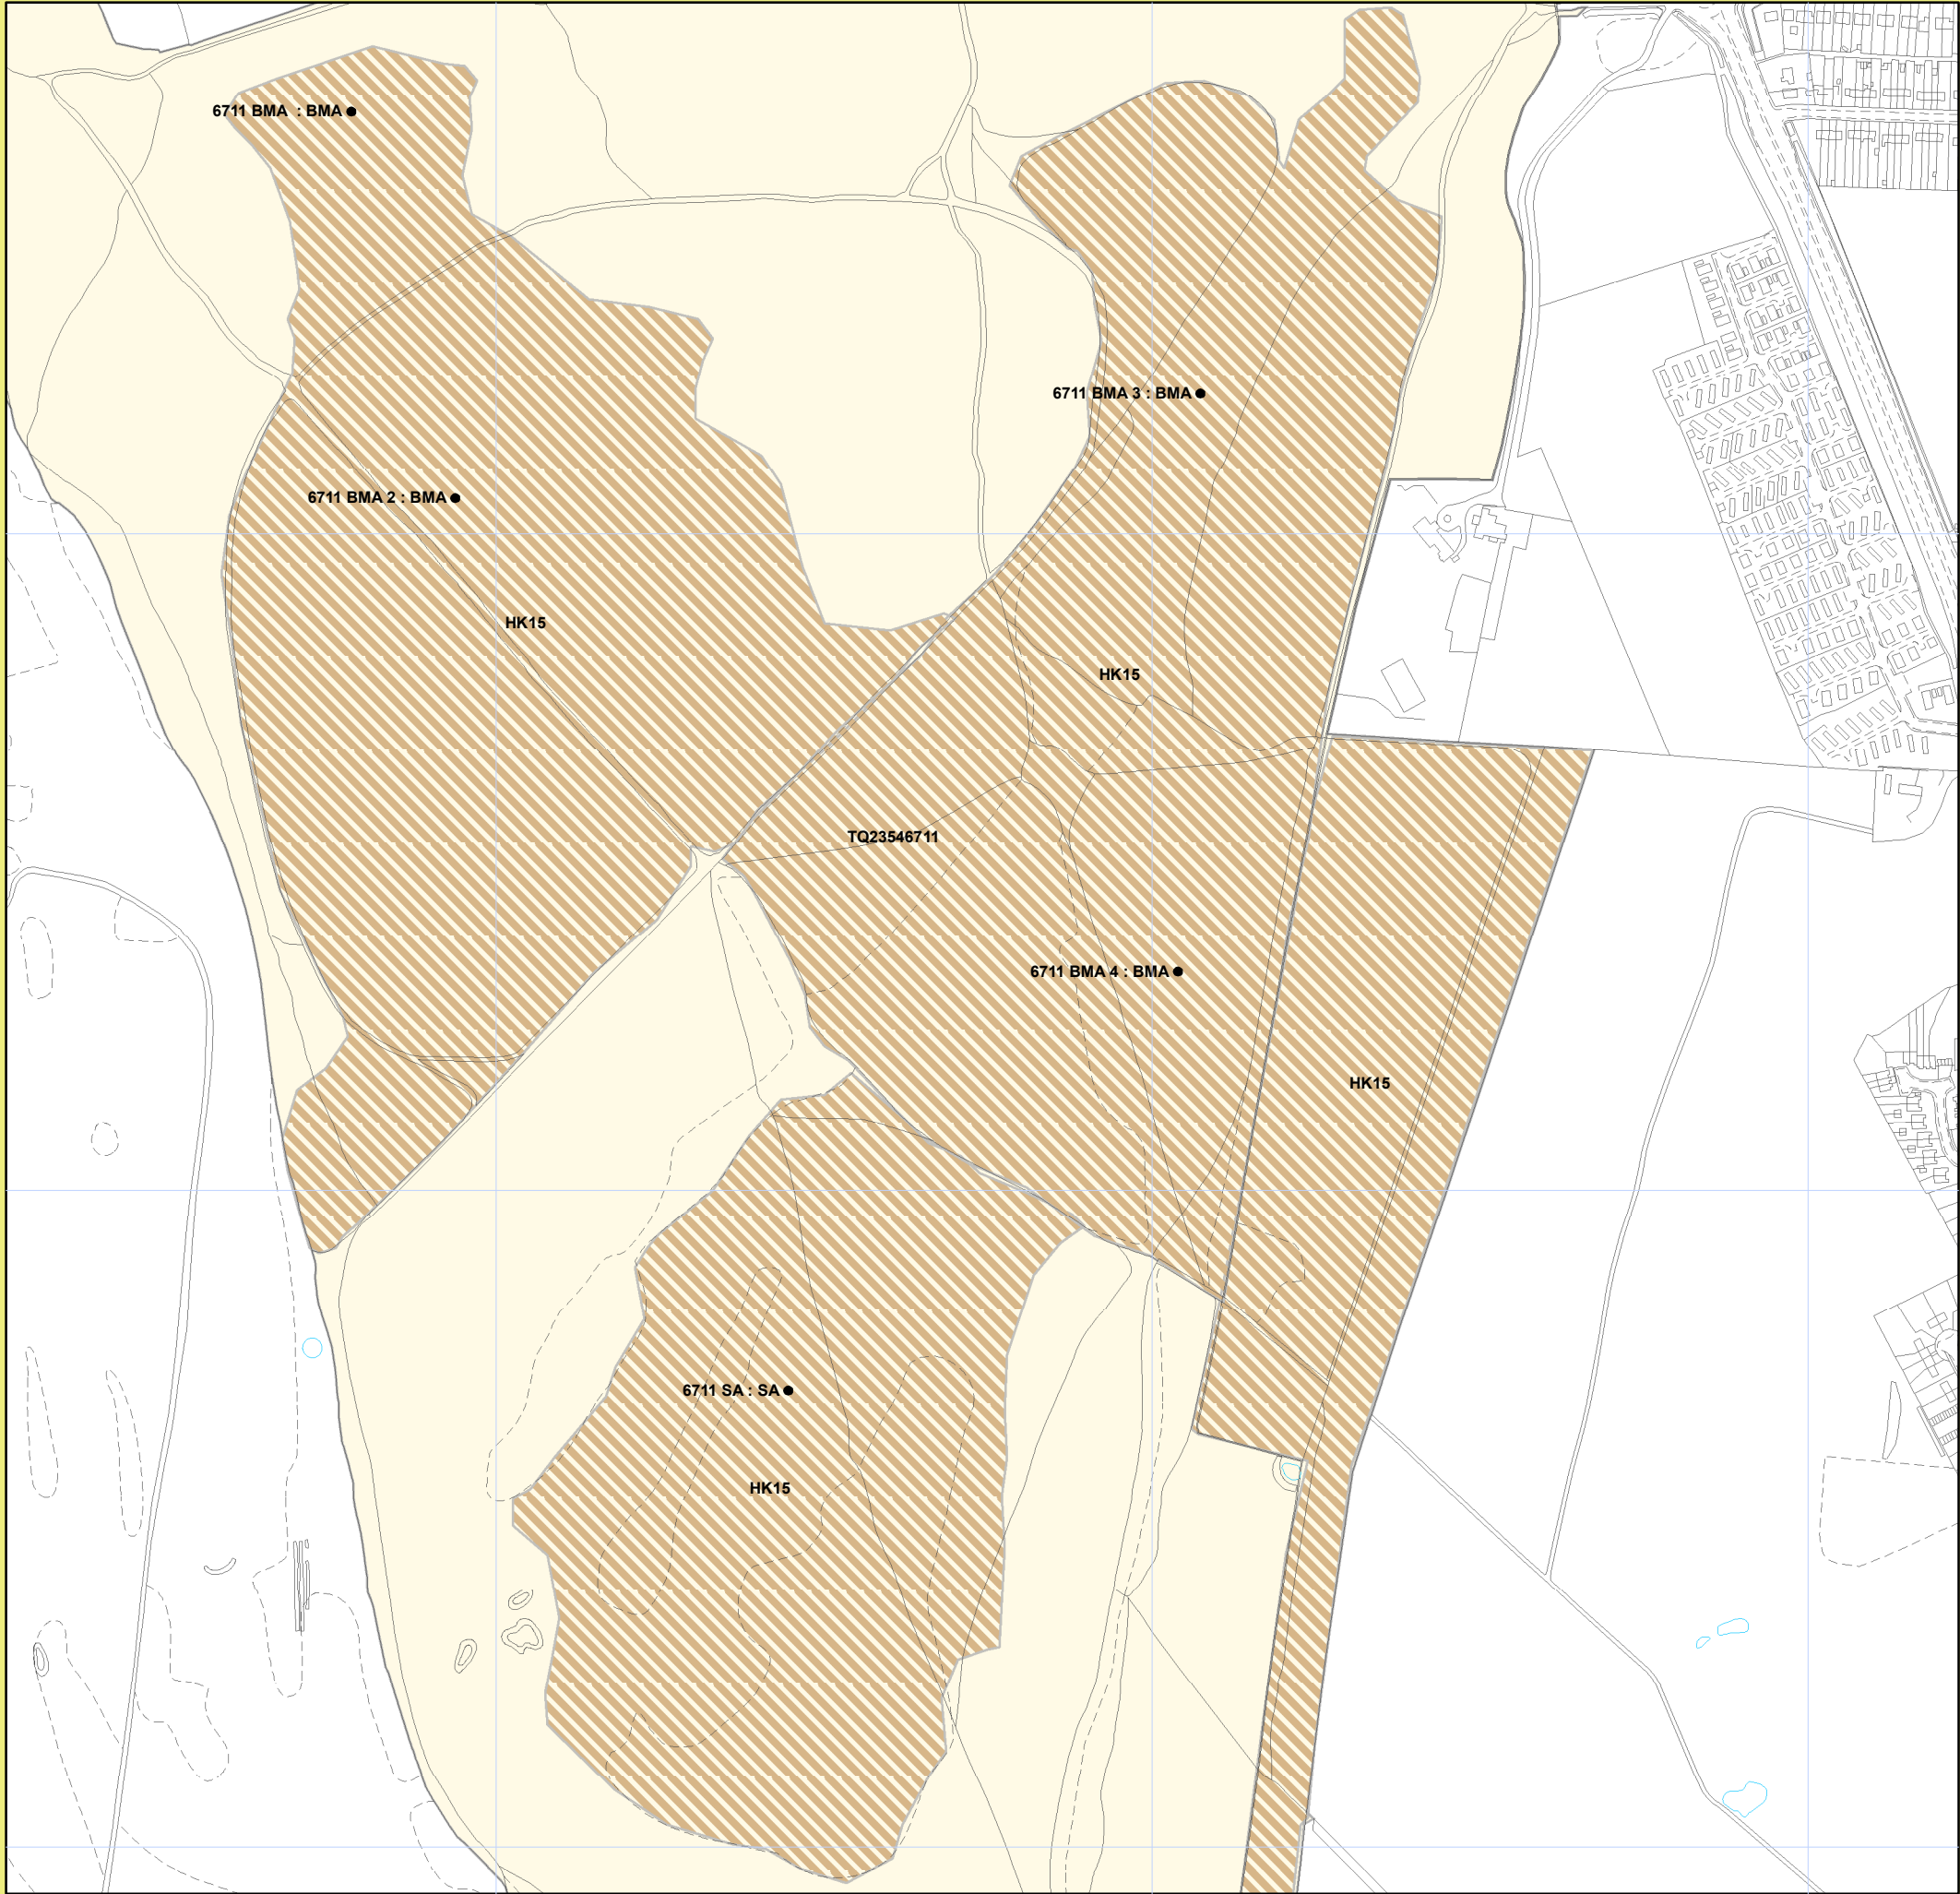 6711 BMA : BMA
6711 BMA 3 : BMA
6711 BMA 2 : BMA
HK15
HK15
TQ23546711
6711 BMA 4 : BMA
HK15
6711 SA : SA
HK15